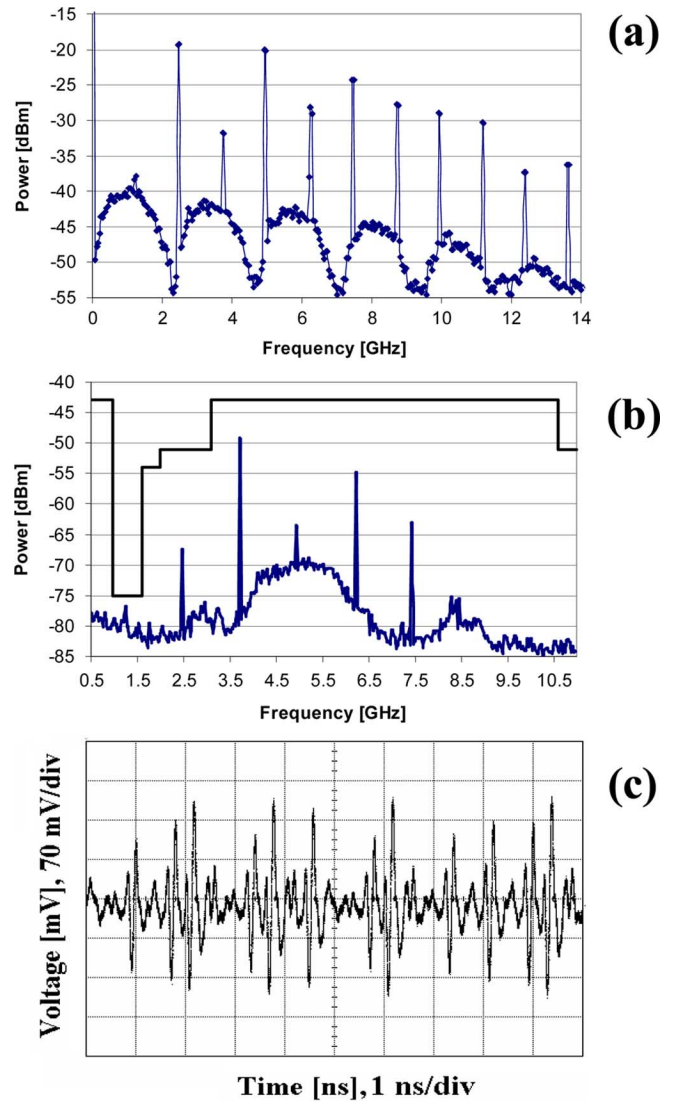 (a)
Power [dBm]
-15
-20
-25
-30
-35
-40
-45
-50
-55
0 2 4 6 8 10 12 14
Frequency [GHz]
(b)
Power [dBm]
-40
-45
-50
-55
-60
-65
-70
-75
-80
-85
0.5 1.5 2.5 3.5 4.5 5.5 6.5 7.5 8.5 9.5 10.5
Frequency [GHz]
(c)
Voltage [mV], 70 mV/div
Time [ns], 1 ns/div